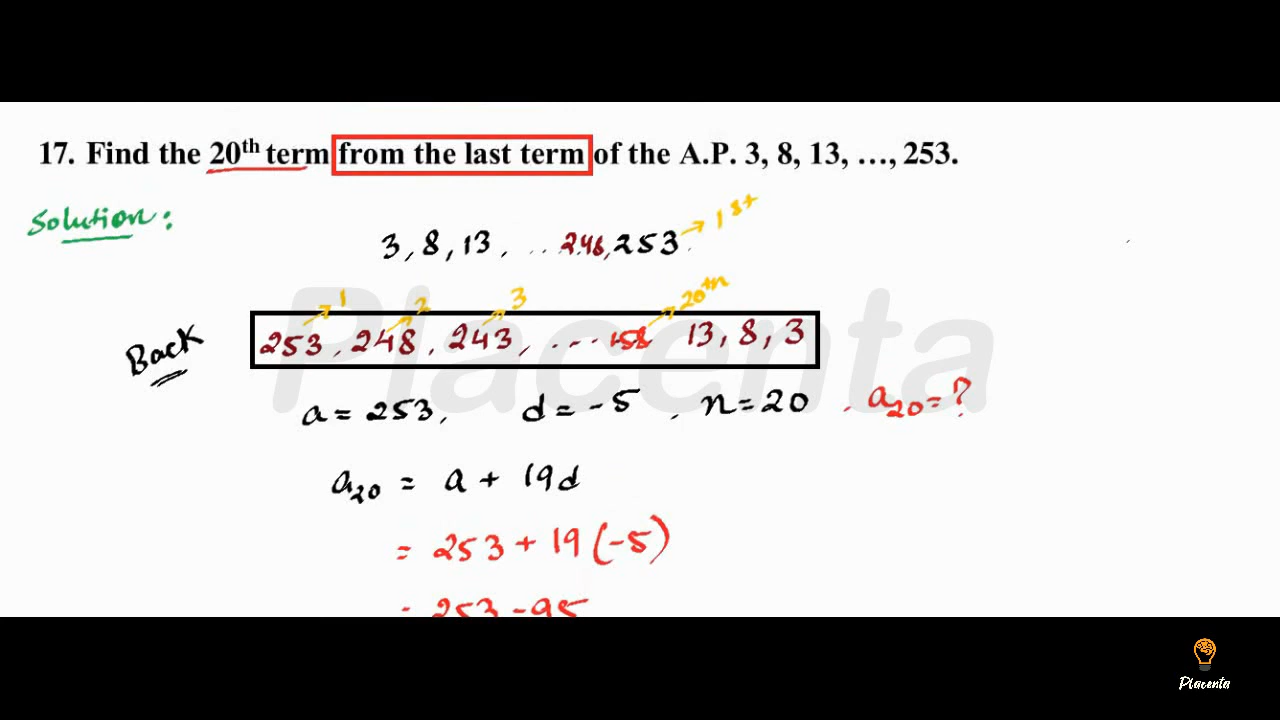 17. Find the 20th term from the last term of the A.P. 3, 8, 13, …, 253.
Solution:
3, 8, 13, .. 248, 253 → 1st
→ 1 → 2 → 3 → 20th
Back 253, 248, 243, .... 158 13, 8, 3
a = 253, d = -5, n = 20, a20 = ?
a20 = a + 19d
= 253 + 19 (-5)
= 253 - 95
Placenta
Placenta